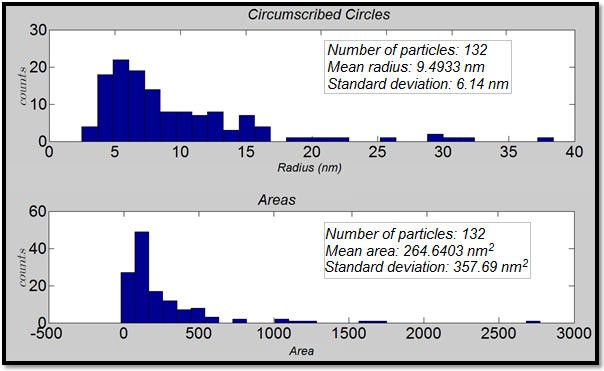 Circumscribed Circles
30
20
10
0
counts
Number of particles: 132
Mean radius: 9.4933 nm
Standard deviation: 6.14 nm
0 5 10 15 20 25 30 35 40
Radius (nm)
Areas
60
40
20
0
counts
Number of particles: 132
Mean area: 264.6403 nm²
Standard deviation: 357.69 nm²
-500 0 500 1000 1500 2000 2500 3000
Area